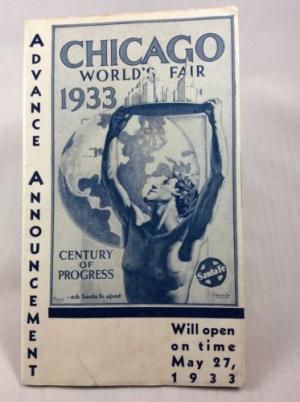 ADVANCE ANNOUNCEMENT
CHICAGO
WORLD'S FAIR
1933
CENTURY
OF
PROGRESS
-ask Santa Fe agent
Santa Fe
Will open
on time
May 27,
1933